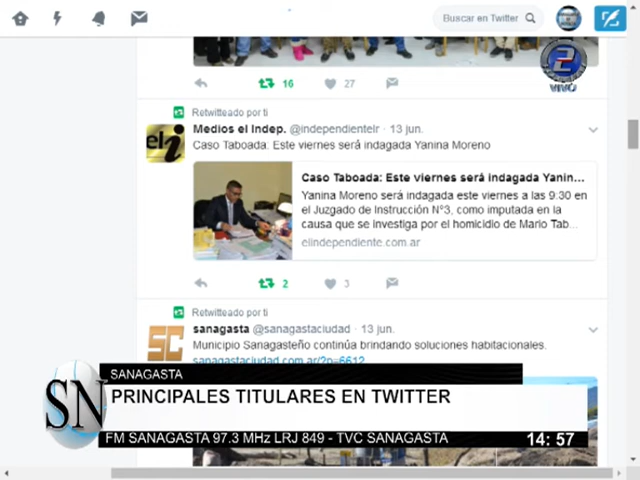 Buscar en Twitter
2
VIVO
16
27
Retwitteado por ti
Medios el Indep. @independientelr · 13 jun.
Caso Taboada: Este viernes será indagada Yanina Moreno
el i
Caso Taboada: Este viernes será indagada Yanin...
Yanina Moreno será indagada este viernes a las 9:30 en
el Juzgado de Instrucción N°3, como imputada en la
causa que se investiga por el homicidio de Mario Tab...
elindependiente.com.ar
2
3
Retwitteado por ti
sanagasta @sanagastaciudad · 13 jun.
SC
Municipio Sanagasteño continúa brindando soluciones habitacionales.
sanagastaciudad.com.ar/?p=6612
SANAGASTA
SN
PRINCIPALES TITULARES EN TWITTER
FM SANAGASTA 97.3 MHz LRJ 849 - TVC SANAGASTA
14:57